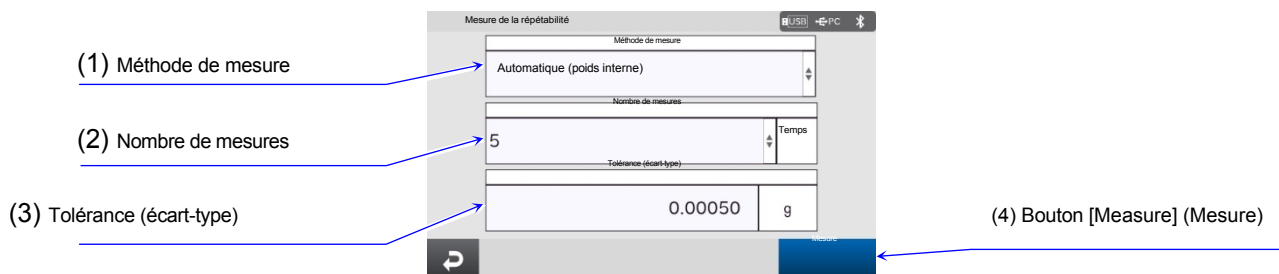 Mesure de la répétabilité
USB PC
Méthode de mesure
(1) Méthode de mesure
Automatique (poids interne)
Nombre de mesures
(2) Nombre de mesures
5
Temps
Tolérance (écart-type)
(3) Tolérance (écart-type)
0.00050
g
(4) Bouton [Measure] (Mesure)
Mesure